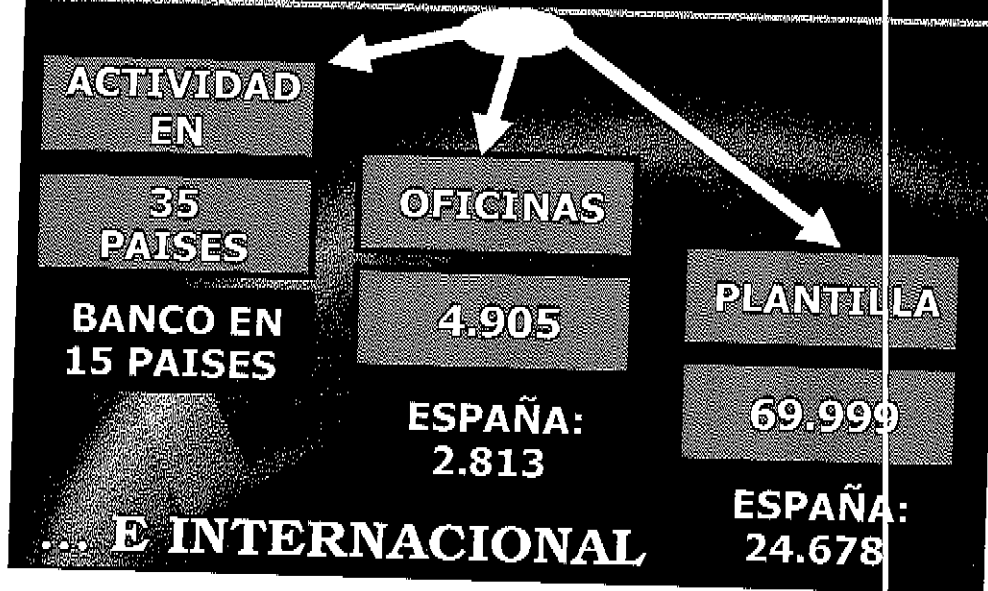 ACTIVIDAD
EN
35
PAISES
BANCO EN
15 PAISES
OFICINAS
4.905
ESPAÑA:
2.813
PLANTILLA
69.999
ESPAÑA:
24.678
... E INTERNACIONAL